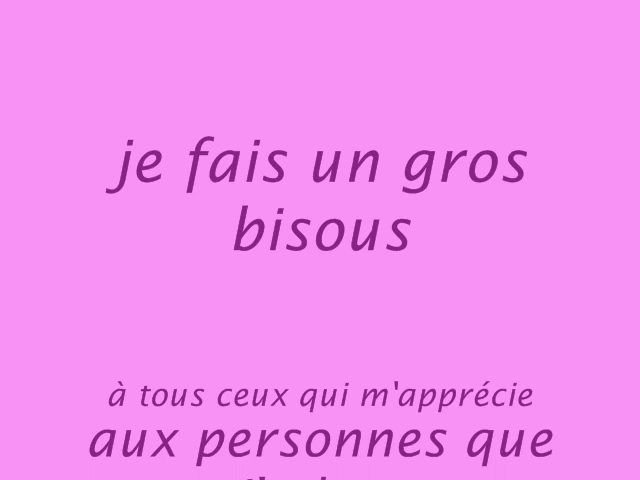 je fais un gros
bisous
à tous ceux qui m'apprécie
aux personnes que